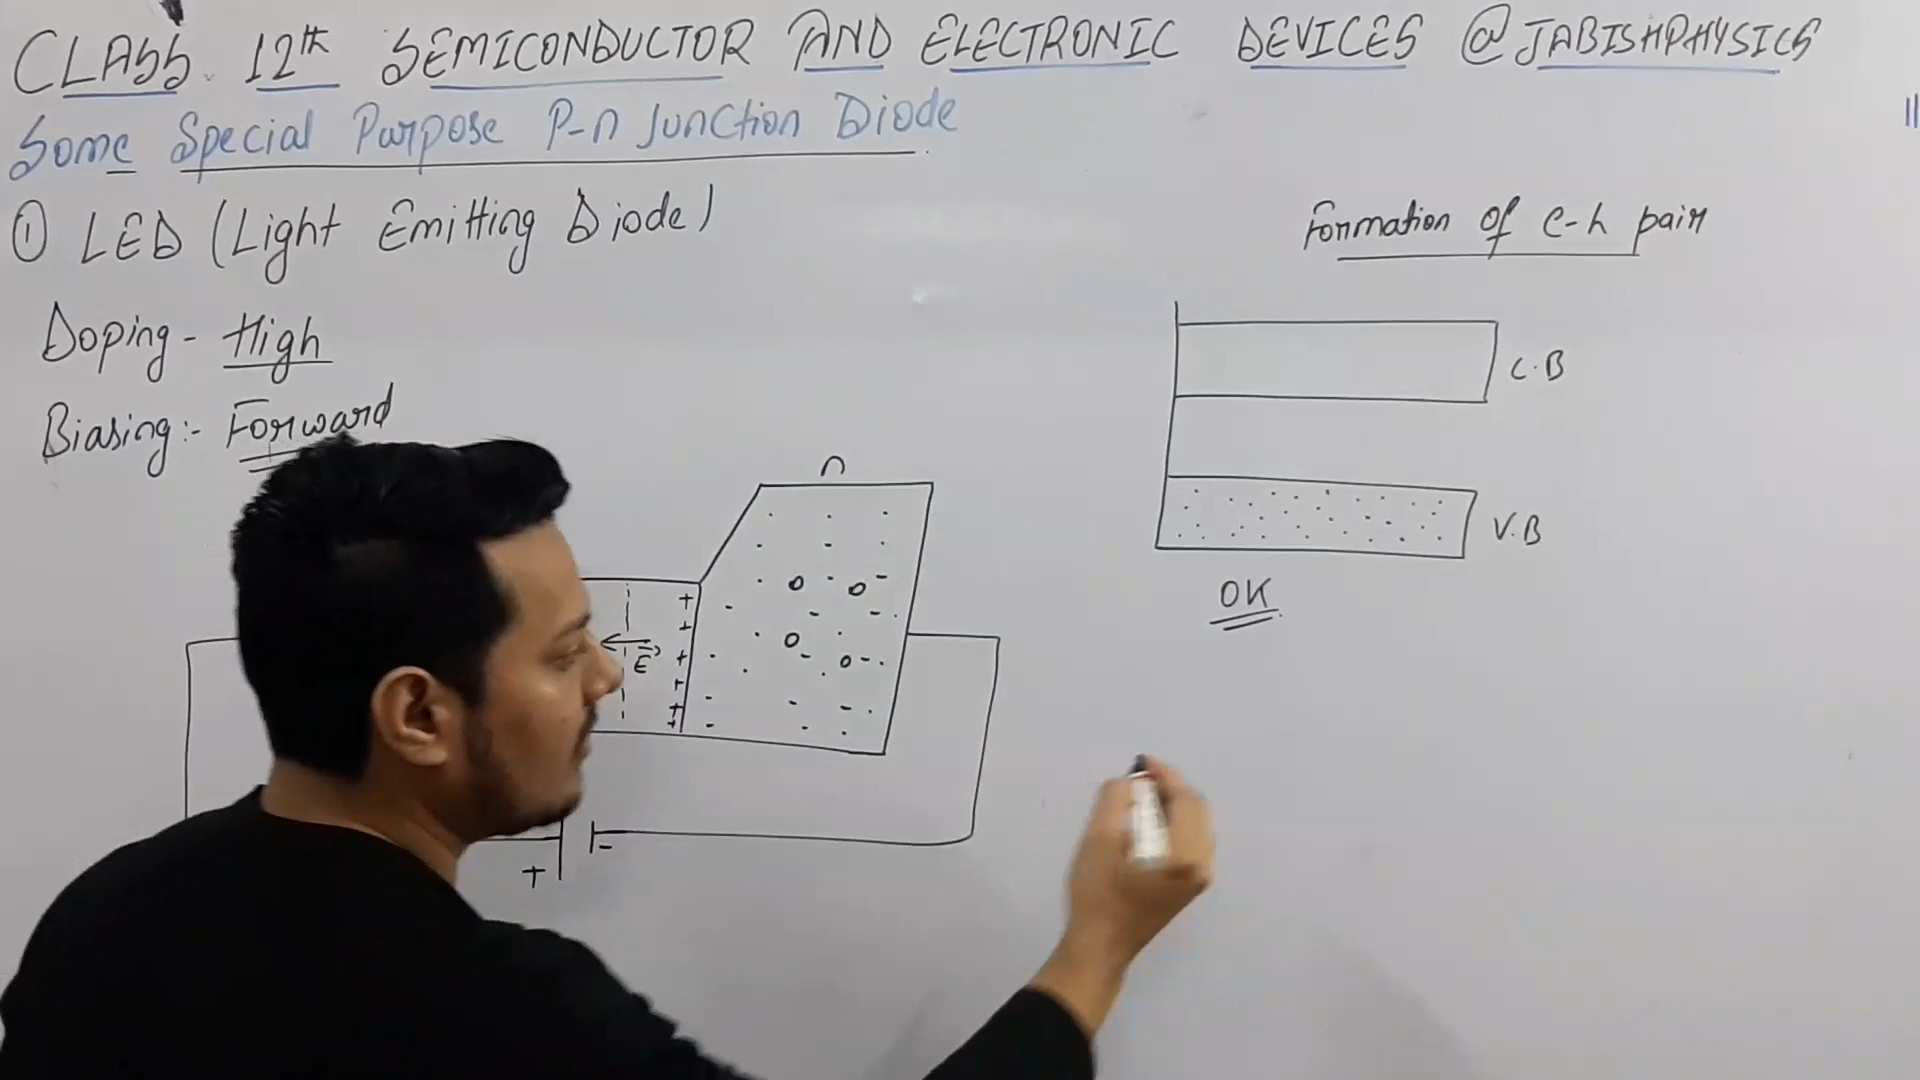 CLASS. 12th SEMICONDUCTOR AND ELECTRONIC DEVICES @JABISHPHYSICS
Some Special Purpose P-n Junction Diode
① LED (Light Emitting Diode)
Doping - High
Biasing :- Forward
n
E
+
-
Formation of e-h pair
C.B
V.B
OK